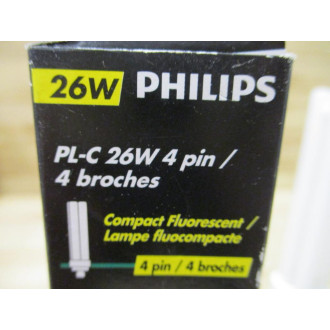 26W PHILIPS
PL-C 26W 4 pin /
4 broches
Compact Fluorescent /
Lampe fluocompacte
4 pin / 4 broches